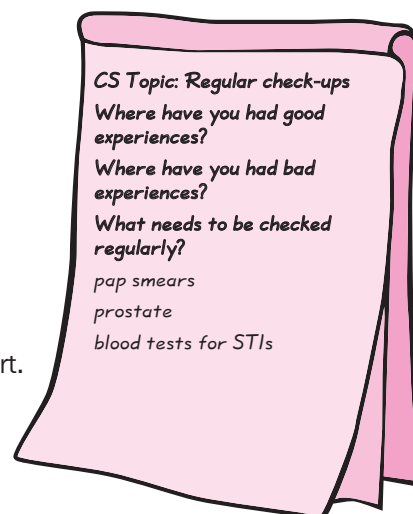 CS Topic: Regular check-ups
Where have you had good
experiences?
Where have you had bad
experiences?
What needs to be checked
regularly?
pap smears
prostate
blood tests for STIs
rt.